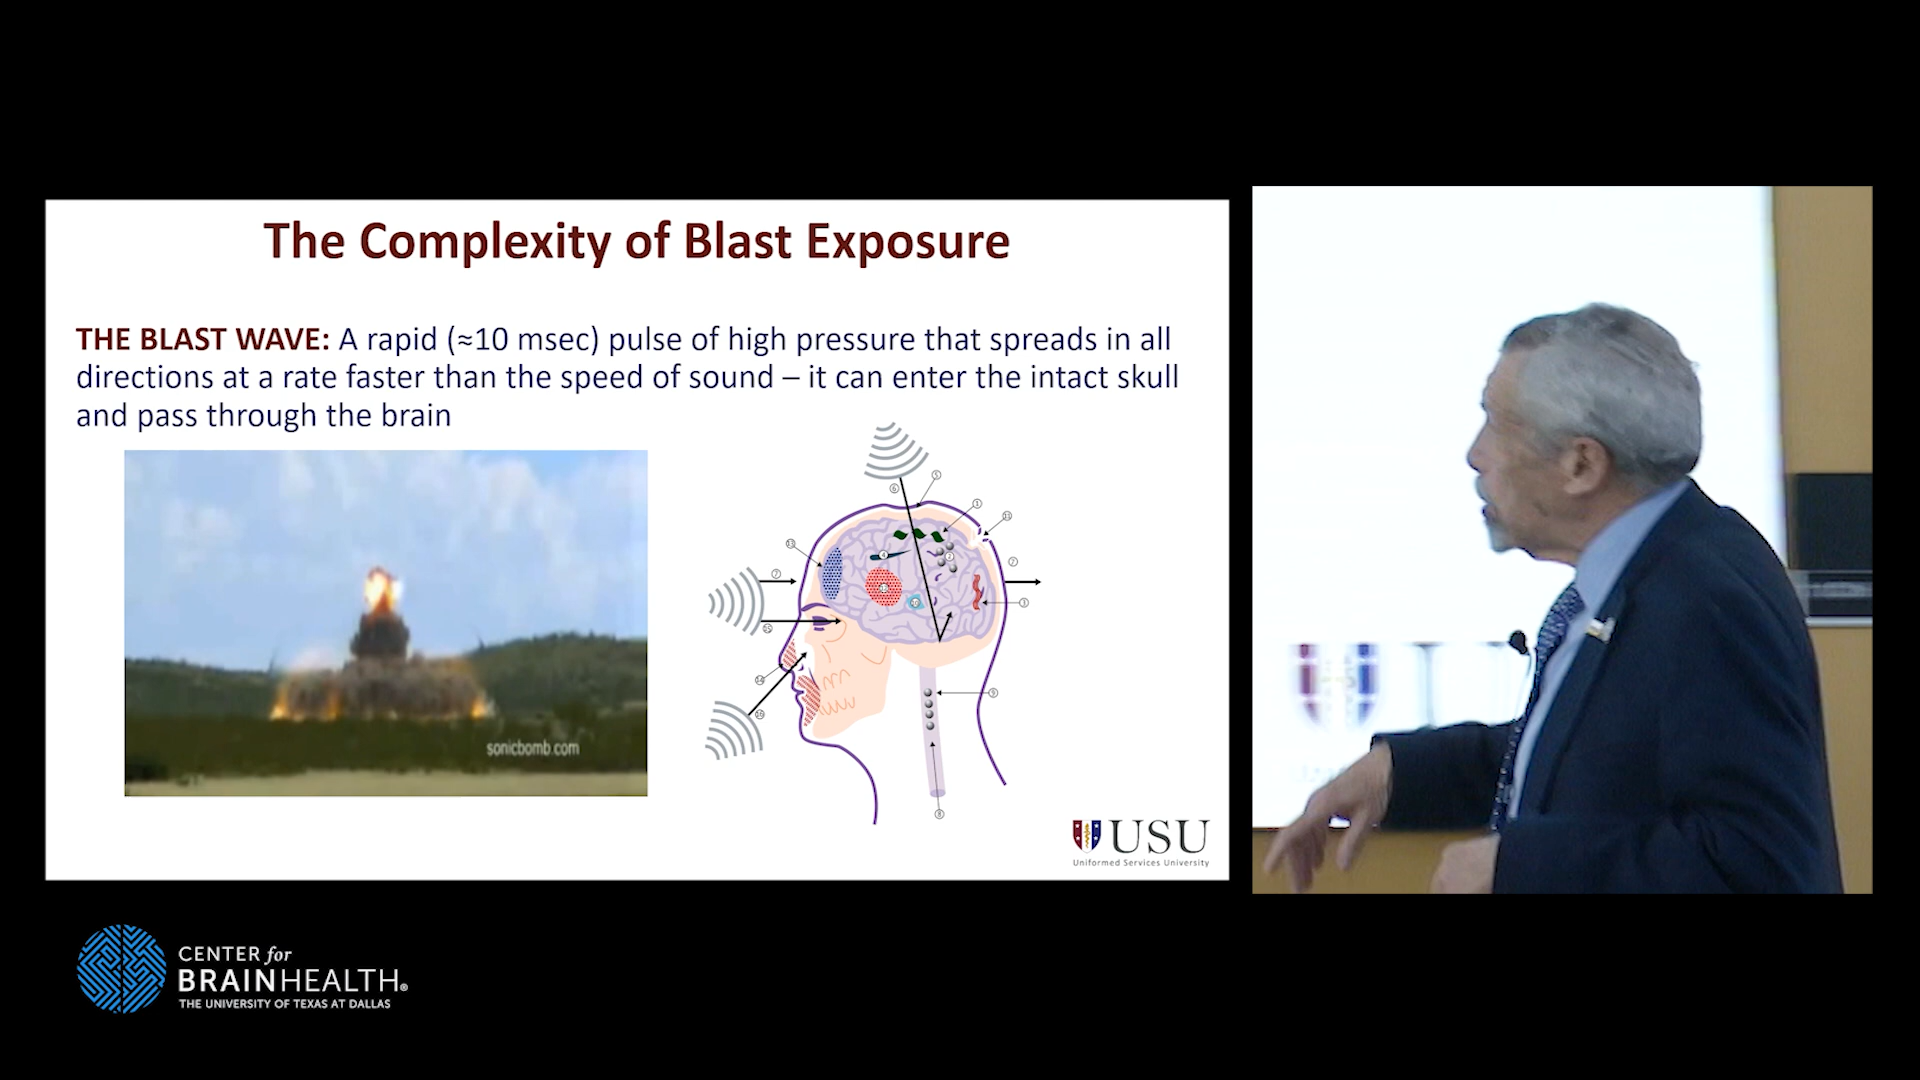 The Complexity of Blast Exposure
THE BLAST WAVE: A rapid (≈10 msec) pulse of high pressure that spreads in all
directions at a rate faster than the speed of sound – it can enter the intact skull
and pass through the brain
sonicbomb.com
USU
Uniformed Services University
CENTER for
BRAINHEALTH®
THE UNIVERSITY OF TEXAS AT DALLAS